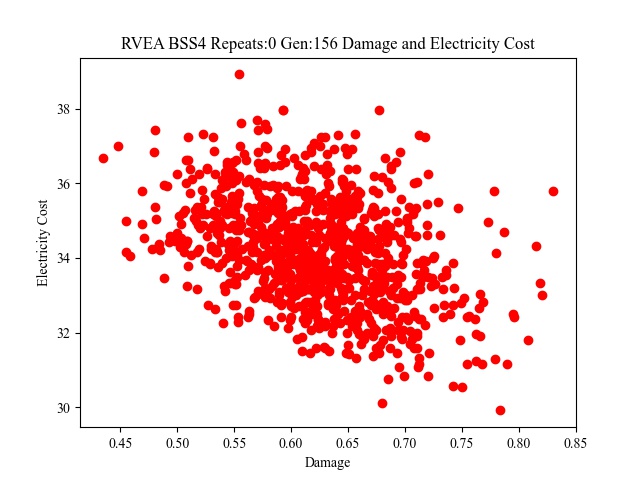 RVEA BSS4 Repeats:0 Gen:156 Damage and Electricity Cost
38
36
34
32
30
Electricity Cost
0.45 0.50 0.55 0.60 0.65 0.70 0.75 0.80 0.85
Damage